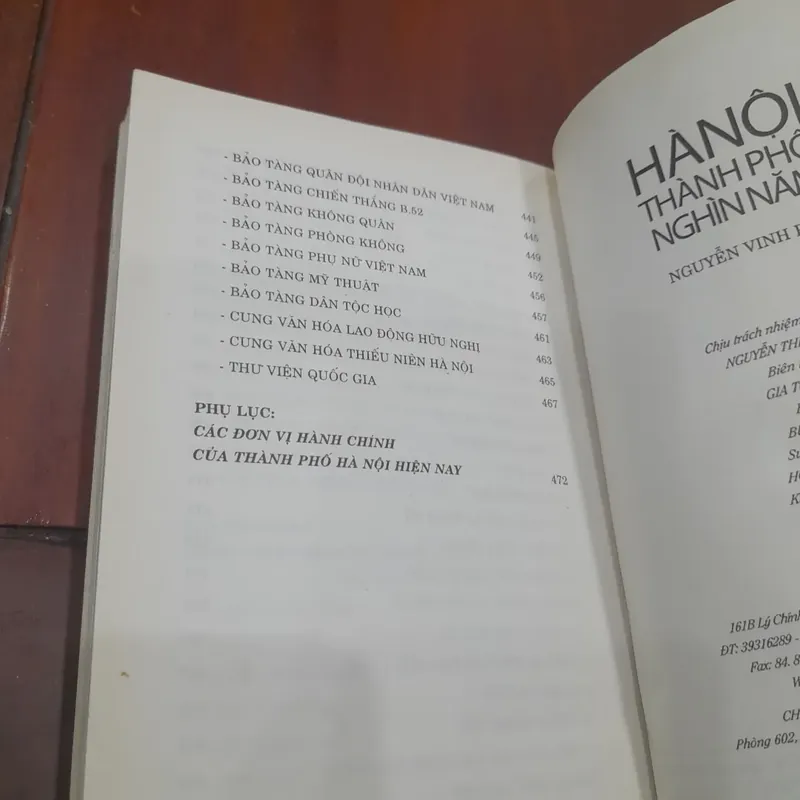 - BẢO TÀNG QUÂN ĐỘI NHÂN DÂN VIỆT NAM 441
- BẢO TÀNG CHIẾN THẮNG B.52 445
- BẢO TÀNG KHÔNG QUÂN 449
- BẢO TÀNG PHÒNG KHÔNG 452
- BẢO TÀNG PHỤ NỮ VIỆT NAM 456
- BẢO TÀNG MỸ THUẬT 457
- BẢO TÀNG DÂN TỘC HỌC 461
- CUNG VĂN HÓA LAO ĐỘNG HỮU NGHỊ 463
- CUNG VĂN HÓA THIẾU NIÊN HÀ NỘI 465
- THƯ VIỆN QUỐC GIA 467
PHỤ LỤC:
CÁC ĐƠN VỊ HÀNH CHÍNH
CỦA THÀNH PHỐ HÀ NỘI HIỆN NAY 472
HÀNỘI
THÀNH PHỐ
NGHÌN NĂM
NGUYỄN VINH
Chịu trách nhiệm
NGUYỄN
Biên
GIA
161B Lý Chính
ĐT: 39316289 -
Fax: 84. 8
W
CH
Phòng 602,